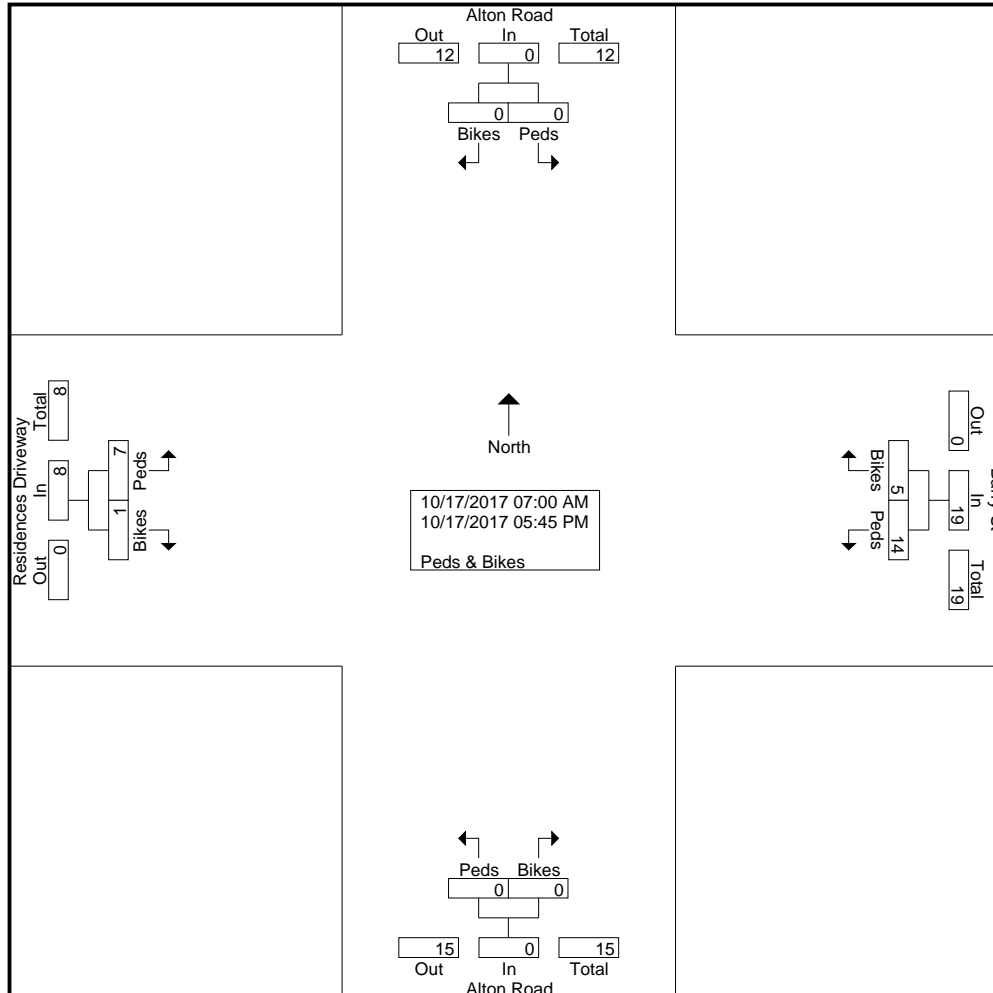 Alton Road
Out In Total
12 0 12
0 0
Bikes Peds
North
10/17/2017 07:00 AM
10/17/2017 05:45 PM
Peds & Bikes
Residences Driveway
Out In Total
0 8 8
1 7
Bikes Peds
Out In Total
0 19 19
5 14
Bikes Peds
Peds Bikes
0 0
15 0 15
Out In Total
Alton Road